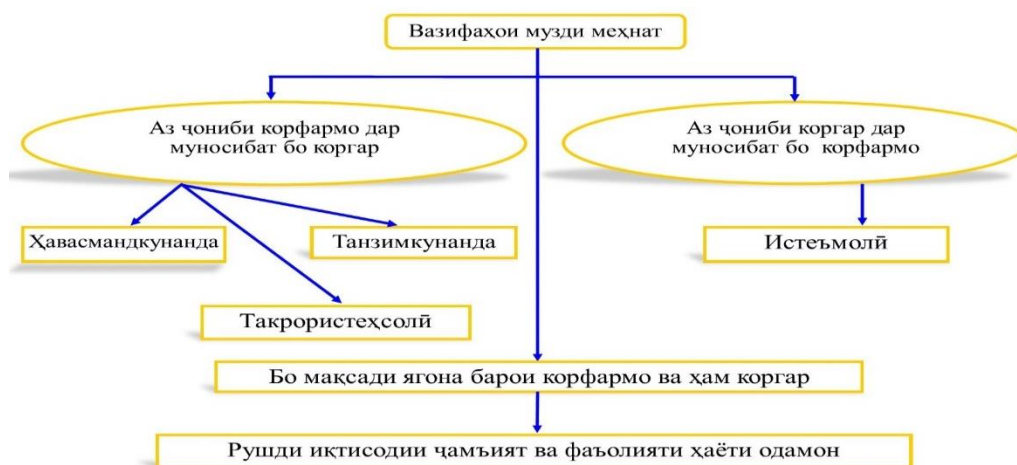 Вазифаҳои музди меҳнат
Аз ҷониби корфармо дар
муносибат бо коргар
Аз ҷониби коргар дар
муносибат бо корфармо
Ҳавасмандкунанда
Танзимкунанда
Истеъмолӣ
Такрористеҳсолӣ
Бо мақсади ягона барои корфармо ва ҳам коргар
Рушди иқтисодии ҷамъият ва фаъолияти ҳаёти одамон